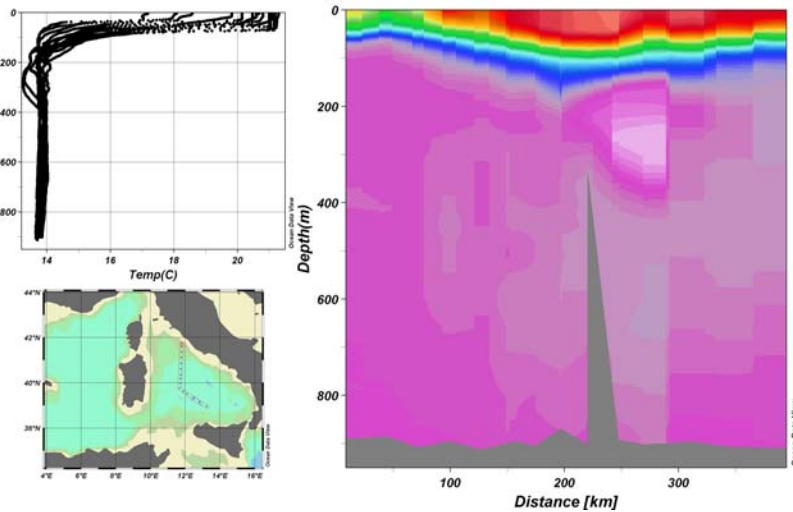 0
200
400
600
800
14
16
18
20
Temp(C)
Ocean Data View
44°N
42°N
40°N
38°N
4°E
6°E
8°E
10°E
12°E
14°E
16°E
Ocean Data View
0
200
400
600
800
Depth(m)
100
200
300
Distance [km]